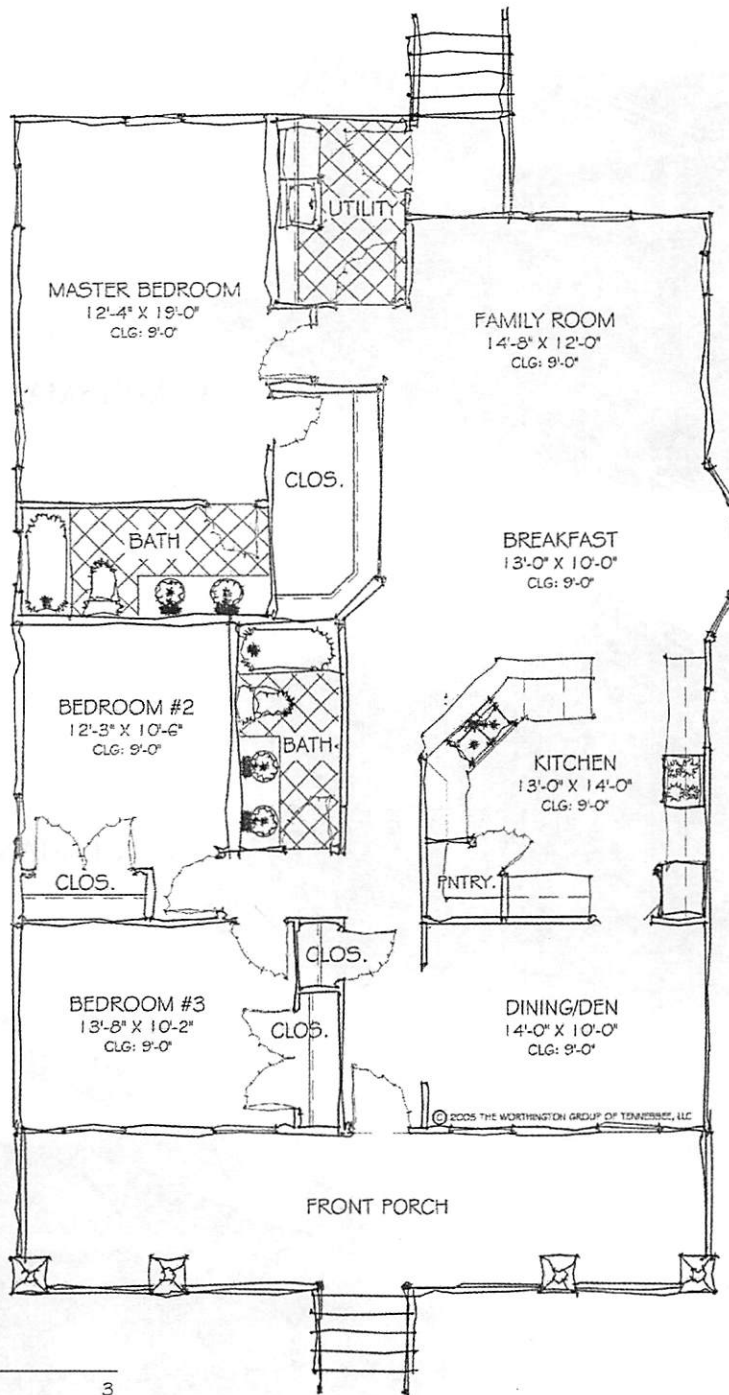 UTILITY
MASTER BEDROOM
12'-4" X 19'-0"
CLG: 9'-0"
FAMILY ROOM
14'-8" X 12'-0"
CLG: 9'-0"
CLOS.
BATH
BREAKFAST
13'-0" X 10'-0"
CLG: 9'-0"
BEDROOM #2
12'-3" X 10'-6"
CLG: 9'-0"
BATH
KITCHEN
13'-0" X 14'-0"
CLG: 9'-0"
CLOS.
PNTRY.
CLOS.
BEDROOM #3
13'-8" X 10'-2"
CLG: 9'-0"
CLOS.
DINING/DEN
14'-0" X 10'-0"
CLG: 9'-0"
© 2005 THE WORTHINGTON GROUP OF TENNESSEE, LLC
FRONT PORCH
3